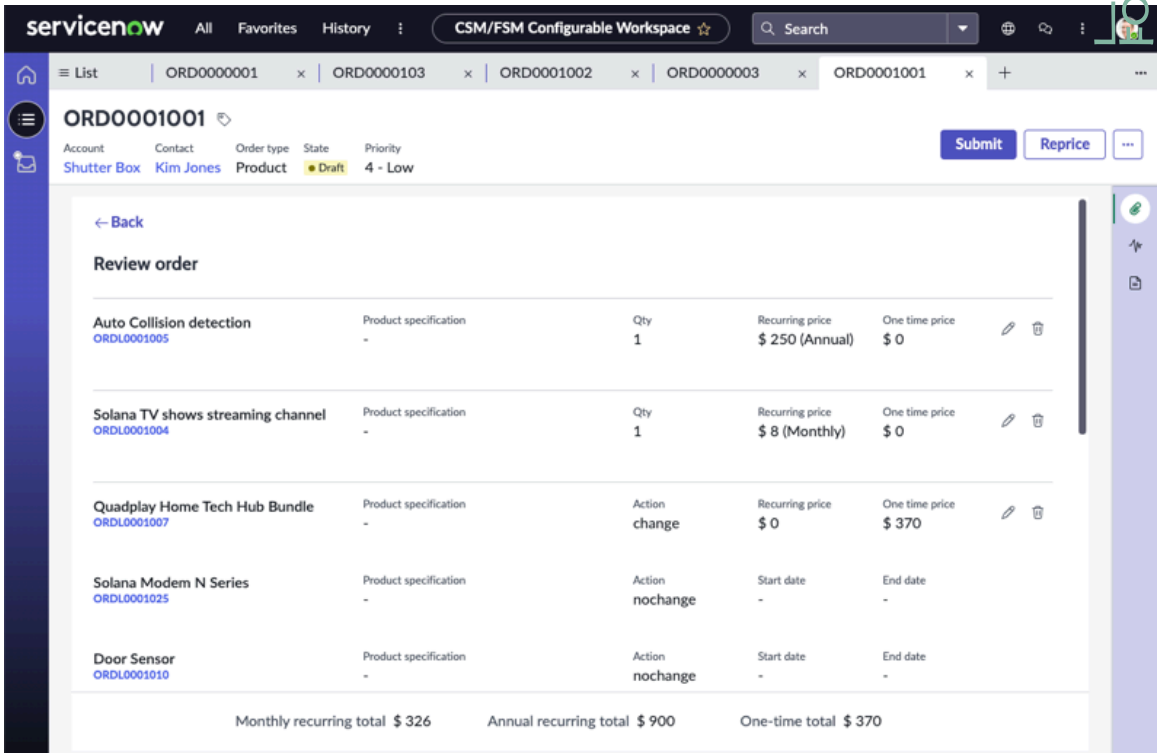 servicenow All Favorites History CSM/FSM Configurable Workspace Search
List ORD0000001 ORD0000103 ORD0001002 ORD0000003 ORD0001001
ORD0001001
Account Contact Order type State Priority
Shutter Box Kim Jones Product Draft 4 - Low
Submit Reprice
Back
Review order
Auto Collision detection Product specification Qty Recurring price One time price
ORDL0001005 - 1 $ 250 (Annual) $ 0
Solana TV shows streaming channel Product specification Qty Recurring price One time price
ORDL0001004 - 1 $ 8 (Monthly) $ 0
Quadplay Home Tech Hub Bundle Product specification Action Recurring price One time price
ORDL0001007 - change $ 0 $ 370
Solana Modem N Series Product specification Action Start date End date
ORDL0001025 - nochange - -
Door Sensor Product specification Action Start date End date
ORDL0001010 - nochange - -
Monthly recurring total $ 326 Annual recurring total $ 900 One-time total $ 370